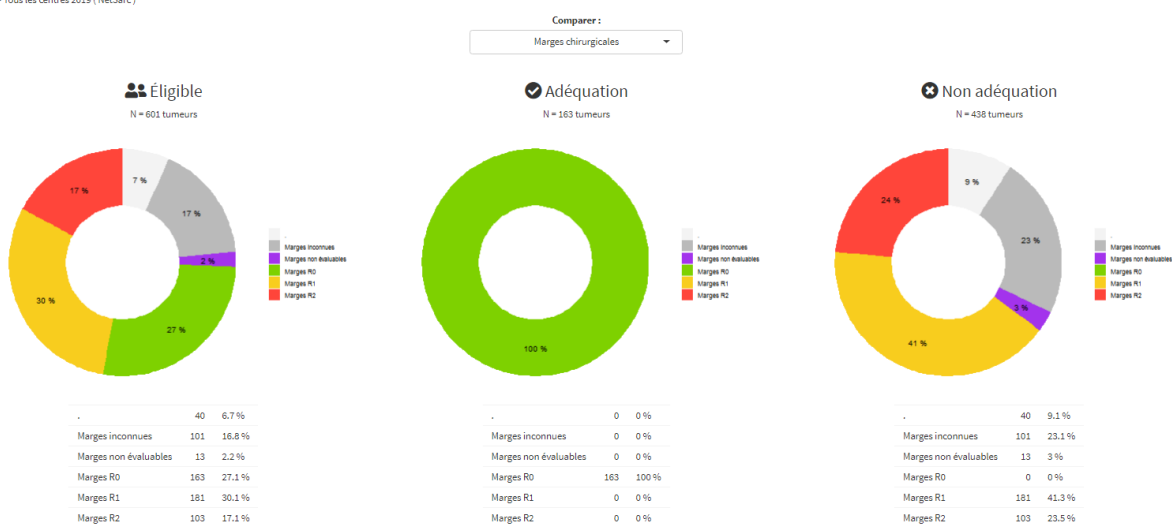 Tous les centres 2019 ( NetSarc )
Comparer :
Marges chirurgicales
Éligible
N = 601 tumeurs
7 %
17 %
2 %
27 %
30 %
17 %
.
Marges inconnues
Marges non évaluables
Marges R0
Marges R1
Marges R2
. 40 6.7 %
Marges inconnues 101 16.8 %
Marges non évaluables 13 2.2 %
Marges R0 163 27.1 %
Marges R1 181 30.1 %
Marges R2 103 17.1 %
Adéquation
N = 163 tumeurs
100 %
.
Marges inconnues
Marges non évaluables
Marges R0
Marges R1
Marges R2
. 0 0 %
Marges inconnues 0 0 %
Marges non évaluables 0 0 %
Marges R0 163 100 %
Marges R1 0 0 %
Marges R2 0 0 %
Non adéquation
N = 438 tumeurs
9 %
23 %
3 %
41 %
24 %
.
Marges inconnues
Marges non évaluables
Marges R0
Marges R1
Marges R2
. 40 9.1 %
Marges inconnues 101 23.1 %
Marges non évaluables 13 3 %
Marges R0 0 0 %
Marges R1 181 41.3 %
Marges R2 103 23.5 %